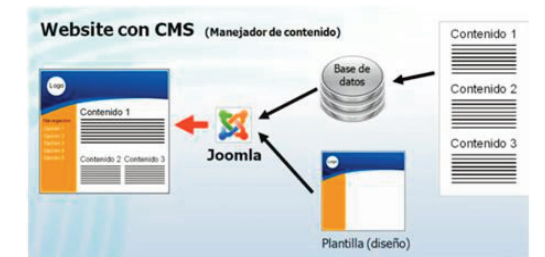 Website con CMS (Manejador de contenido)
Logo
Contenido 1
Contenido 2 Contenido 3
Joomla
Base de
datos
Plantilla (diseño)
Contenido 1
Contenido 2
Contenido 3